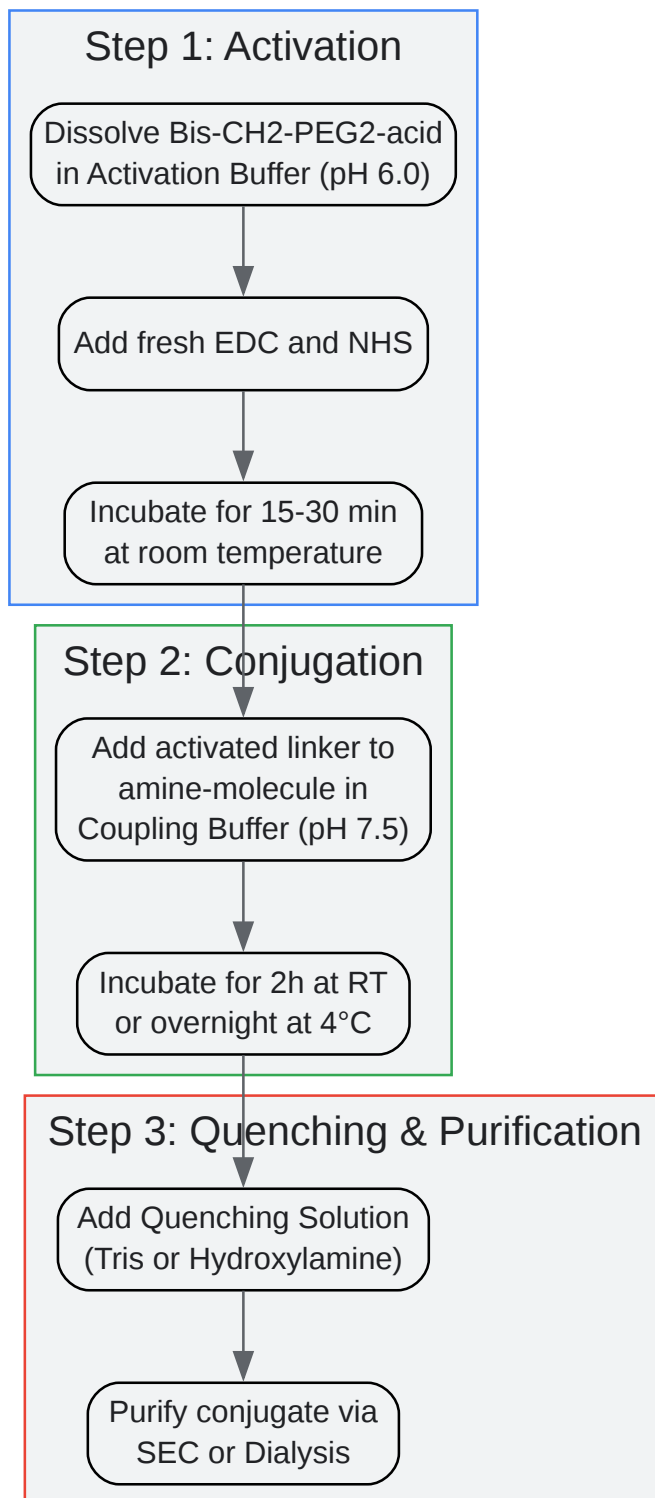 Step 1: Activation
Dissolve Bis-CH2-PEG2-acid
in Activation Buffer (pH 6.0)
Add fresh EDC and NHS
Incubate for 15-30 min
at room temperature
Step 2: Conjugation
Add activated linker to
amine-molecule in
Coupling Buffer (pH 7.5)
Incubate for 2h at RT
or overnight at 4°C
Step 3: Quenching & Purification
Add Quenching Solution
(Tris or Hydroxylamine)
Purify conjugate via
SEC or Dialysis